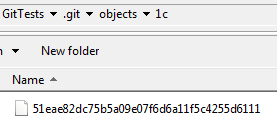 GitTests .git objects 1c
New folder
Name
51eae82dc75b5a09e07f6d6a11f5c4255d6111